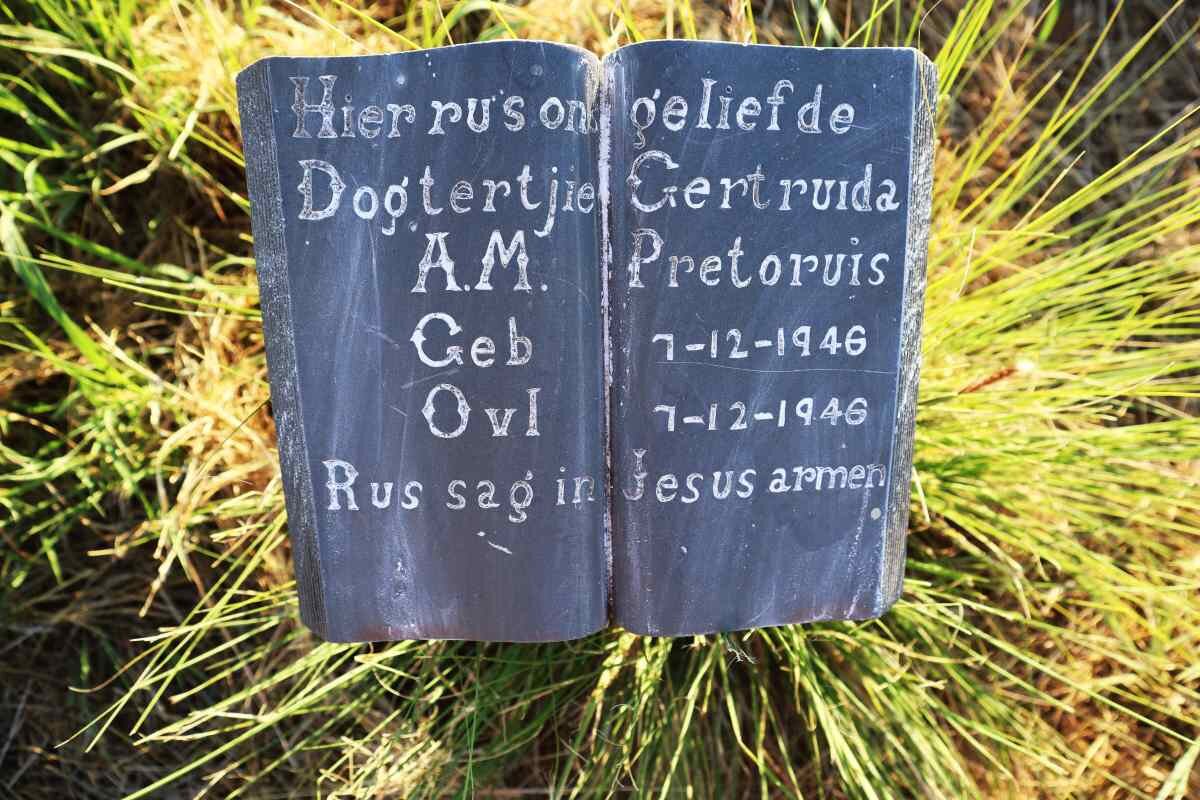 Hier rus ons geliefde
Dogtertjie Gertruida
A.M. Pretoruis
Geb 7-12-1946
Ovl 7-12-1946
Rus sag in Jesus armen